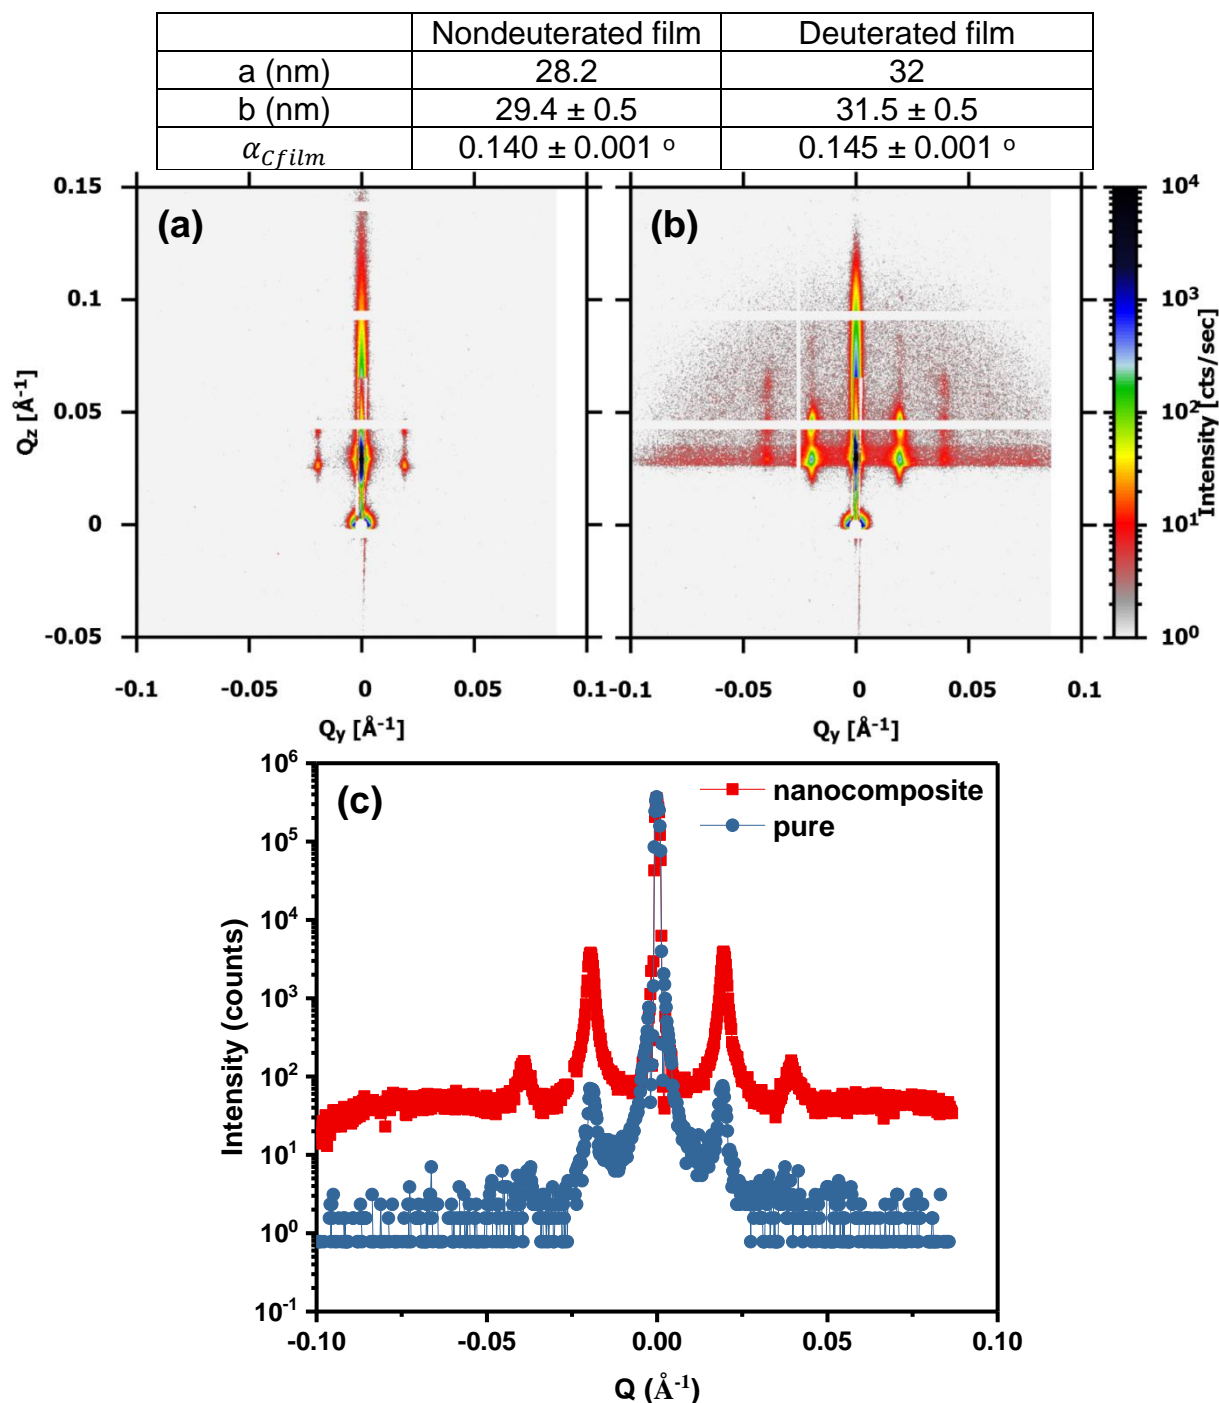 Nondeuterated film Deuterated film
a (nm) 28.2 32
b (nm) 29.4 ± 0.5 31.5 ± 0.5
α_Cfilm 0.140 ± 0.001 º 0.145 ± 0.001 º
0.15 (a) (b) 10⁴
0.1 10³
0.05 10²
0 10¹
-0.05 10⁰
Qz [Å⁻¹]
Intensity [cts/sec]
-0.1 -0.05 0 0.05 0.1 -0.1 -0.05 0 0.05 0.1
Qy [Å⁻¹] Qy [Å⁻¹]
(c)
nanocomposite
pure
10⁶
10⁵
10⁴
10³
10²
10¹
10⁰
10⁻¹
Intensity (counts)
-0.10 -0.05 0.00 0.05 0.10
Q (Å⁻¹)